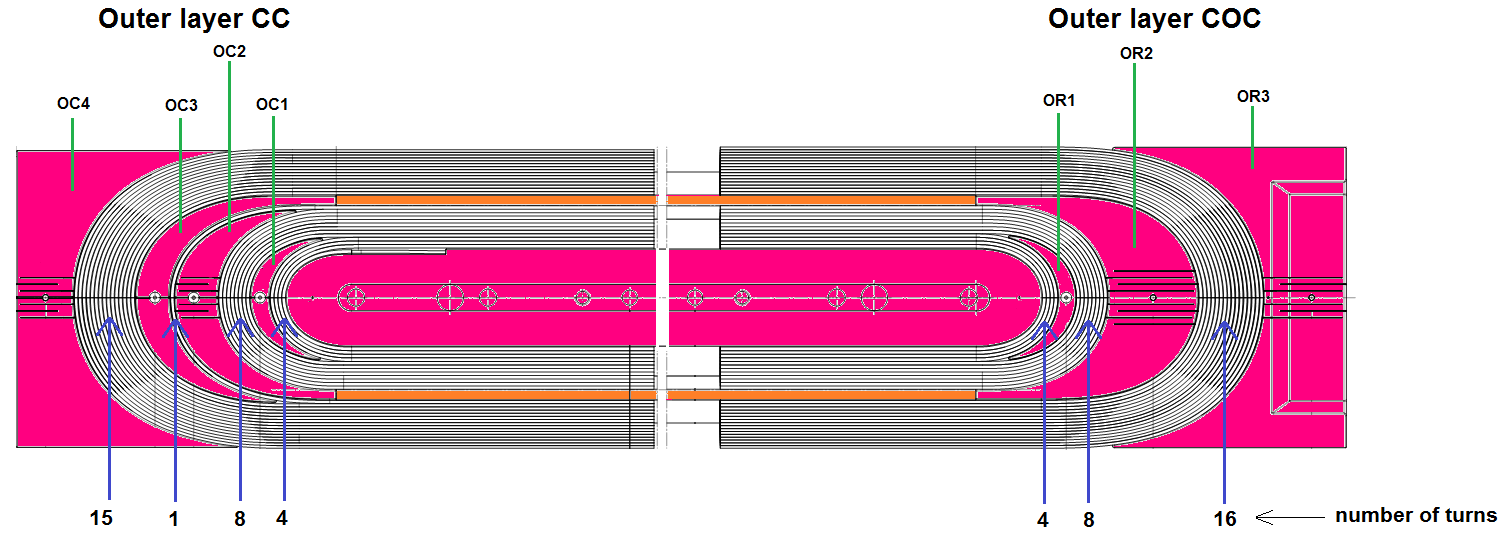 Outer layer CC
Outer layer COC
OC2
OR2
OC4
OC3
OC1
OR1
OR3
15
1
8
4
4
8
16
number of turns